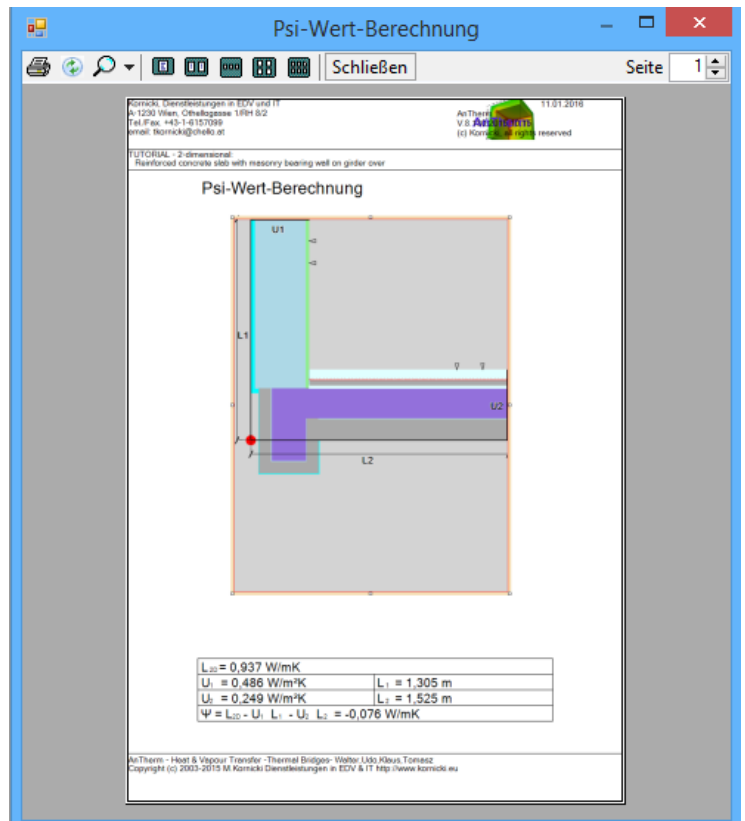 Psi-Wert-Berechnung
Schließen
Seite 1
Kornicki, Dienstleistungen in EDV und IT
A-1230 Wien, Othellogasse 1/RH 8/2
Tel./Fax. +43-1-6157099
email: tkornicki@chello.at
11.01.2016
AnTherm
(c) Kornicki, all rights reserved
TUTORIAL - 2-dimensional:
Reinforced concrete slab with masonry bearing wall on girder over
Psi-Wert-Berechnung
U1
L1
U2
L2
L2D = 0,937 W/mK
U1 = 0,486 W/m²K L1 = 1,305 m
U2 = 0,249 W/m²K L2 = 1,525 m
Ψ = L2D - U1 L1 - U2 L2 = -0,076 W/mK
AnTherm - Heat & Vapour Transfer -Thermal Bridges- Walter,Udo,Klaus,Tomasz
Copyright (c) 2003-2015 M.Kornicki Dienstleistungen in EDV & IT http://www.kornicki.eu